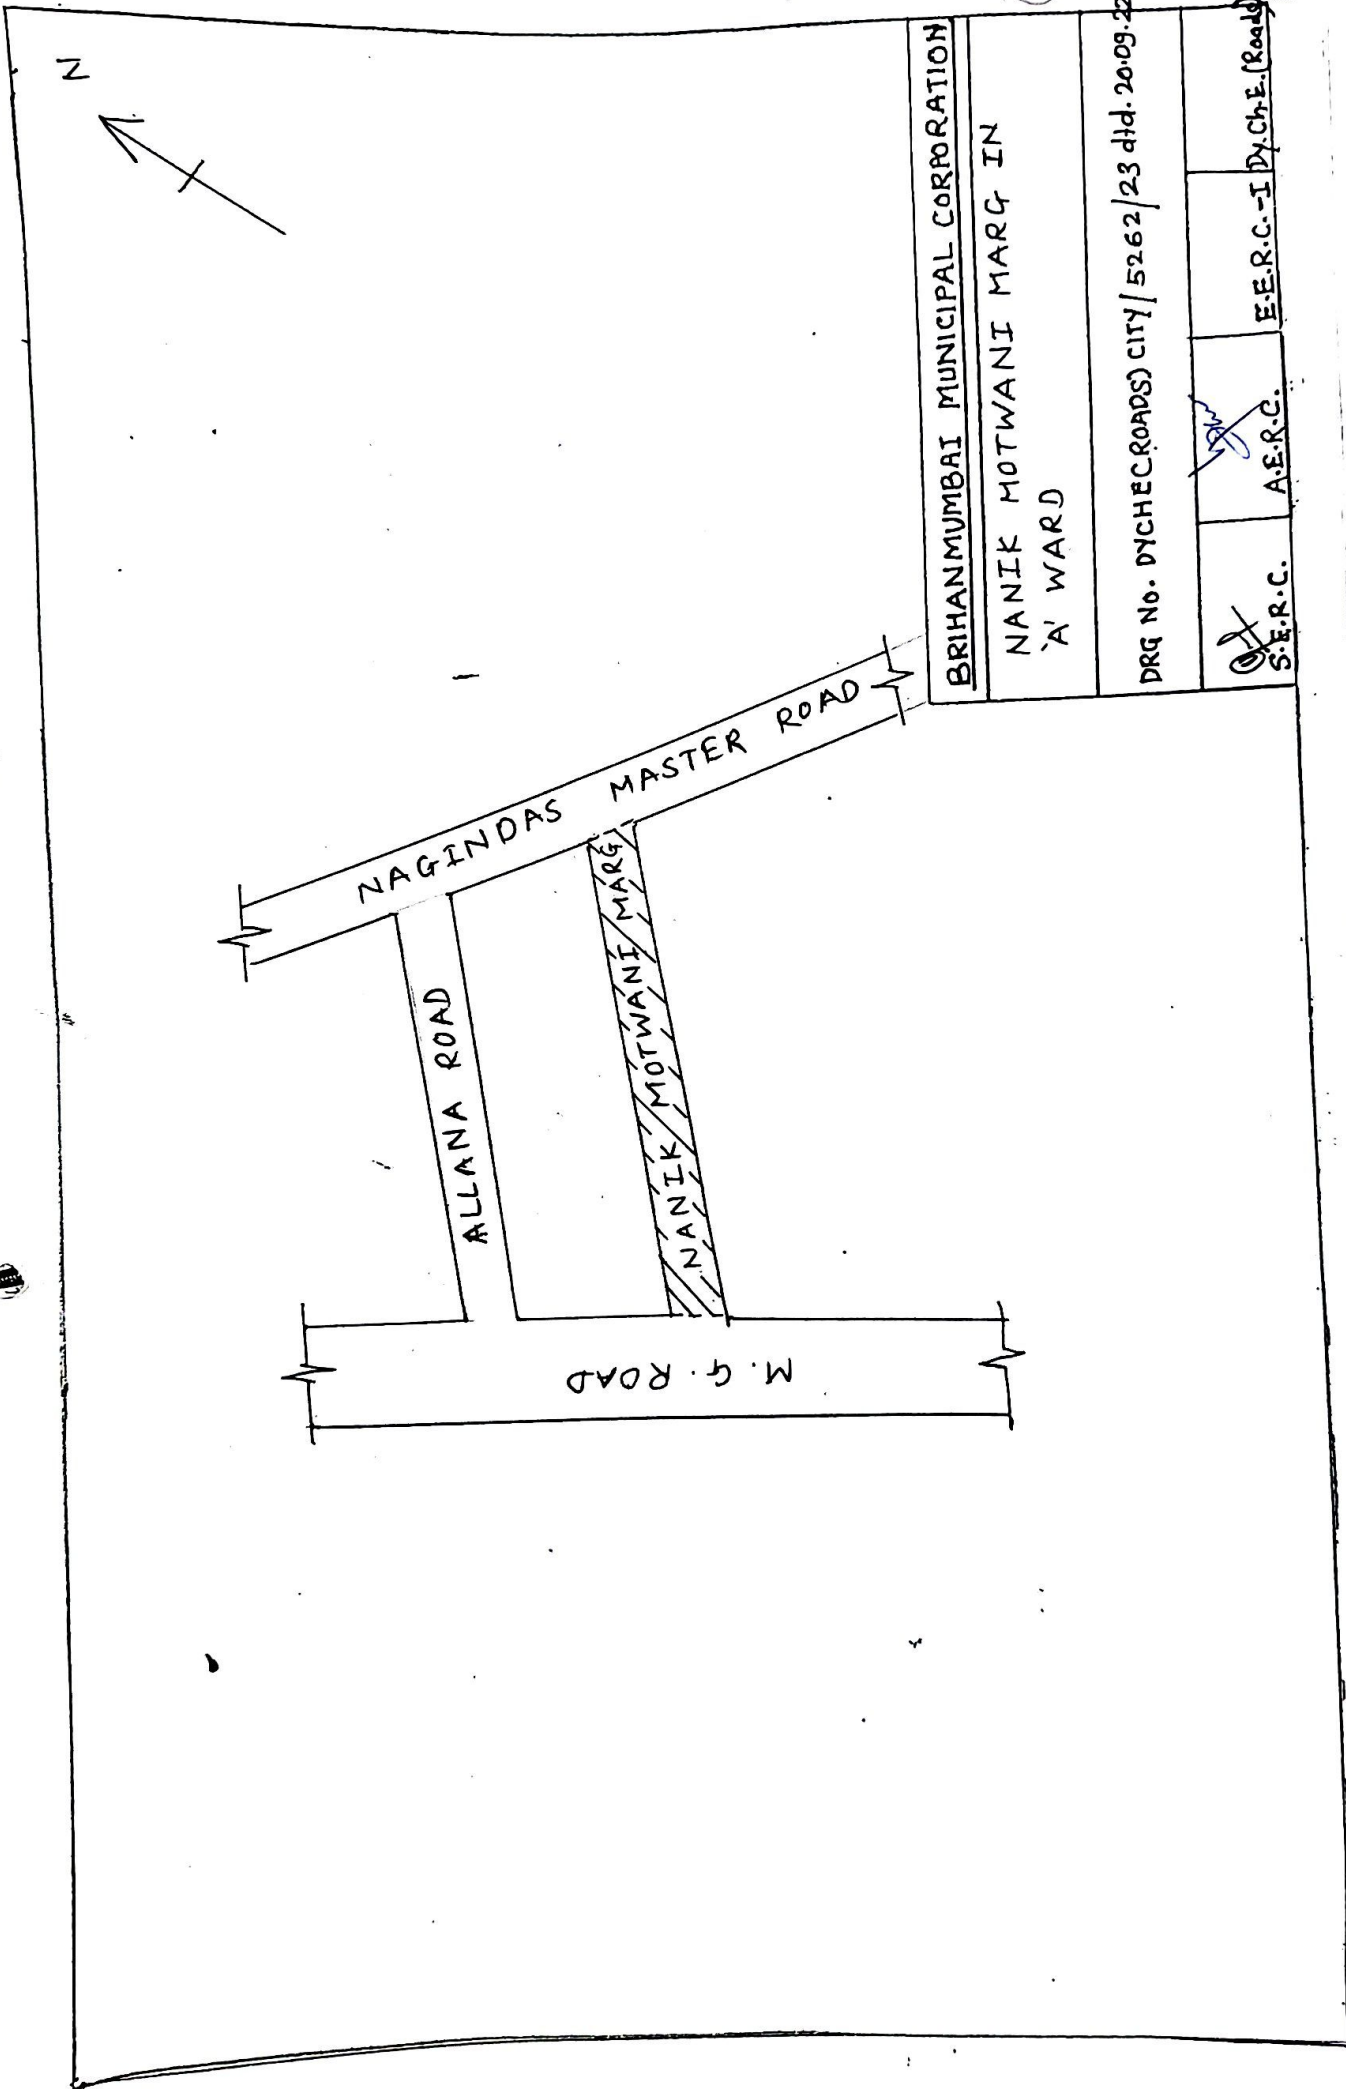 N
NAGINDAS MASTER ROAD
ALLANA ROAD
NANIK MOTWANI MARG
M. G. ROAD
BRIHANMUMBAI MUNICIPAL CORPORATION
NANIK MOTWANI MARG IN
'A' WARD
DRG No. DYCHE(ROADS) CITY/5262/23 dtd. 20.09.22
S.E.R.C. A.E.R.C. E.E.R.C.-I Dy.Ch.E.(Roads)